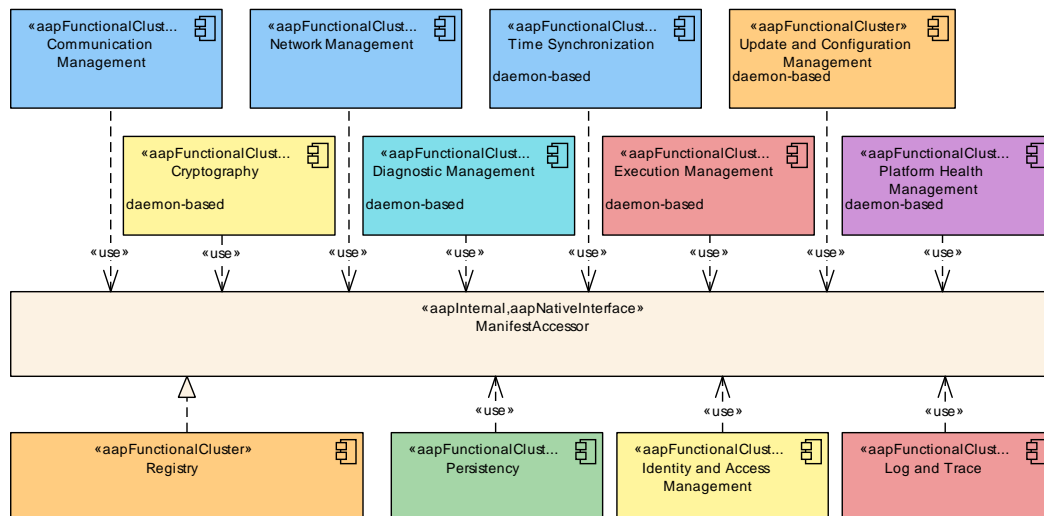 «aapFunctionalClust...
Communication
Management
«aapFunctionalClust...
Network Management
«aapFunctionalClust...
Time Synchronization
daemon-based
«aapFunctionalCluster»
Update and Configuration
Management
daemon-based
«aapFunctionalClust...
Cryptography
daemon-based
«aapFunctionalClust...
Diagnostic Management
daemon-based
«aapFunctionalClust...
Execution Management
daemon-based
«aapFunctionalClust...
Platform Health
Management
daemon-based
«use»
«use»
«use»
«use»
«use»
«use»
«use»
«use»
«aapInternal,aapNativeInterface»
ManifestAccessor
«use»
«use»
«use»
«aapFunctionalCluster»
Registry
«aapFunctionalClust...
Persistency
«aapFunctionalClust...
Identity and Access
Management
«aapFunctionalClust...
Log and Trace